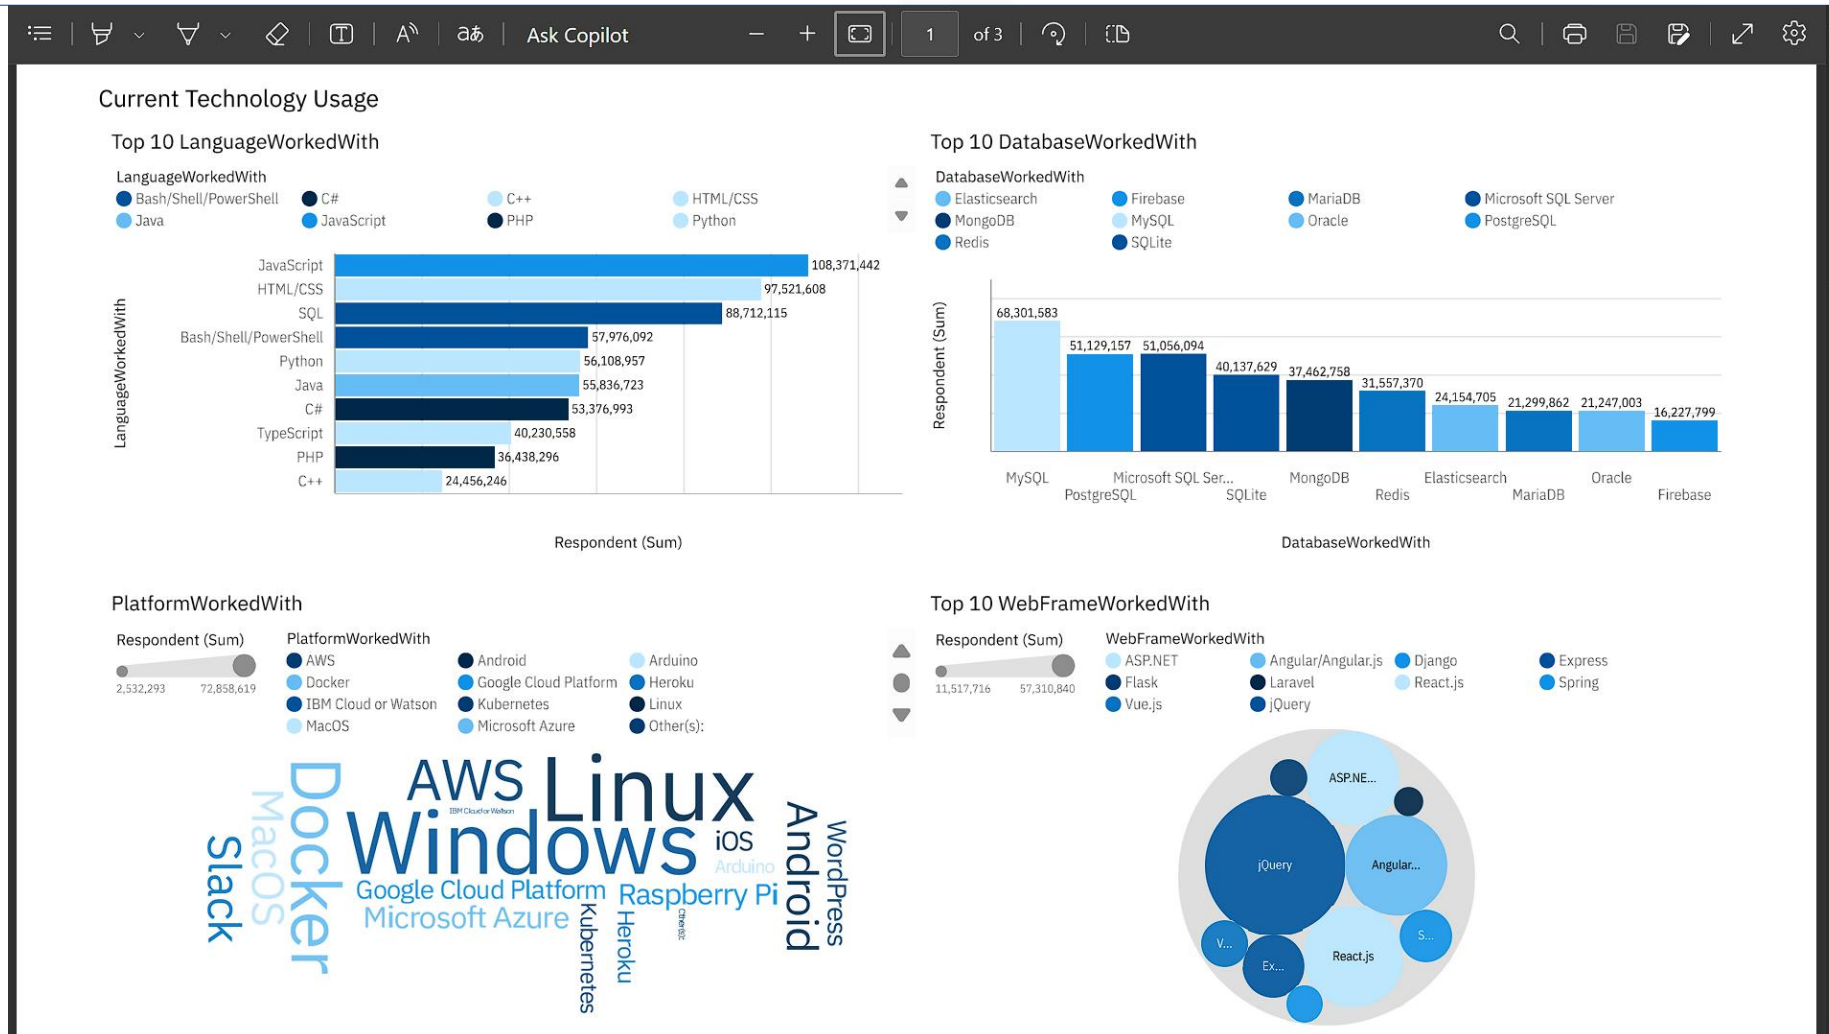 Ask Copilot
1 of 3
Current Technology Usage
Top 10 LanguageWorkedWith
LanguageWorkedWith
Bash/Shell/PowerShell C# C++ HTML/CSS
Java JavaScript PHP Python
LanguageWorkedWith
JavaScript 108,371,442
HTML/CSS 97,521,608
SQL 88,712,115
Bash/Shell/PowerShell 57,976,092
Python 56,108,957
Java 55,836,723
C# 53,376,993
TypeScript 40,230,558
PHP 36,438,296
C++ 24,456,246
Respondent (Sum)
Top 10 DatabaseWorkedWith
DatabaseWorkedWith
Elasticsearch Firebase MariaDB Microsoft SQL Server
MongoDB MySQL Oracle PostgreSQL
Redis SQLite
Respondent (Sum)
68,301,583
51,129,157 51,056,094
40,137,629 37,462,758
31,557,370
24,154,705 21,299,862 21,247,003 16,227,799
MySQL Microsoft SQL Ser... MongoDB Elasticsearch Oracle
PostgreSQL SQLite Redis MariaDB Firebase
DatabaseWorkedWith
PlatformWorkedWith
Respondent (Sum)
2,532,293 72,858,619
PlatformWorkedWith
AWS Android Arduino
Docker Google Cloud Platform Heroku
IBM Cloud or Watson Kubernetes Linux
MacOS Microsoft Azure Other(s):
Slack
MacOS
Docker
AWS
Linux
IBM Cloud or Watson
Windows
iOS
Arduino
Google Cloud Platform
Raspberry Pi
Microsoft Azure
Kubernetes
Heroku
Android
WordPress
Top 10 WebFrameWorkedWith
Respondent (Sum)
11,517,716 57,310,840
WebFrameWorkedWith
ASP.NET Angular/Angular.js Django Express
Flask Laravel React.js Spring
Vue.js jQuery
ASP.NE...
jQuery
Angular...
V...
S...
Ex...
React.js